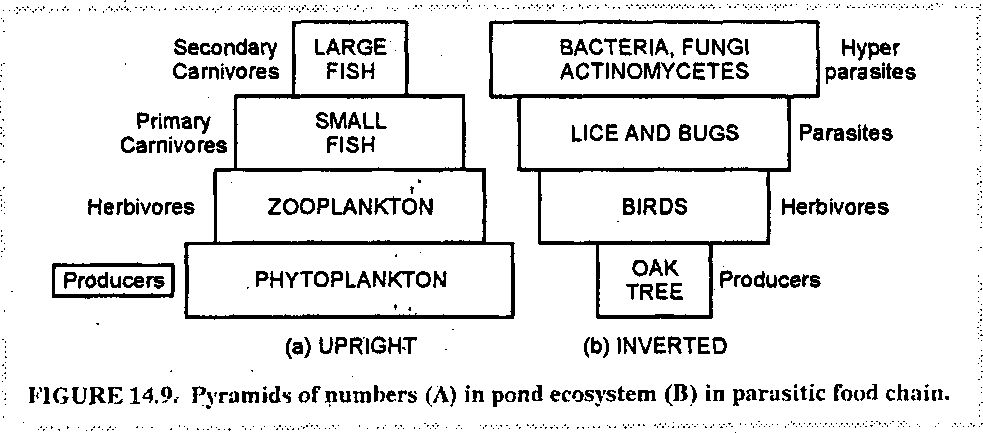 Secondary
Carnivores
LARGE
FISH
BACTERIA, FUNGI
ACTINOMYCETES
Hyper
parasites
Primary
Carnivores
SMALL
FISH
LICE AND BUGS
Parasites
Herbivores
ZOOPLANKTON
BIRDS
Herbivores
Producers
PHYTOPLANKTON
OAK
TREE
Producers
(a) UPRIGHT
(b) INVERTED
FIGURE 14.9. Pyramids of numbers (A) in pond ecosystem (B) in parasitic food chain.